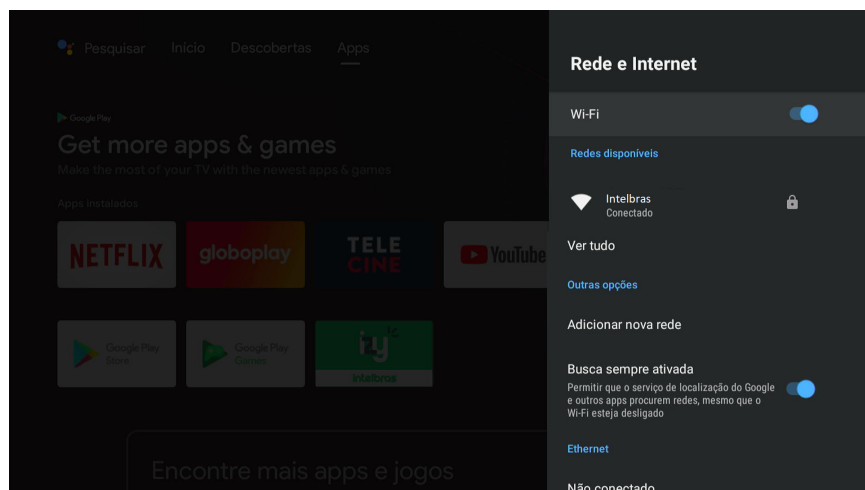 Pesquisar Início Descobertas Apps
Google Play
Get more apps & games
Make the most of your TV with the newest apps & games
Apps instalados
NETFLIX globoplay TELE CINE YouTube
Google Play Store Google Play Games izy intelbras
Encontre mais apps e jogos
Rede e Internet
Wi-Fi
Redes disponíveis
Intelbras
Conectado
Ver tudo
Outras opções
Adicionar nova rede
Busca sempre ativada
Permitir que o serviço de localização do Google
e outros apps procurem redes, mesmo que o
Wi-Fi esteja desligado
Ethernet
Não conectado